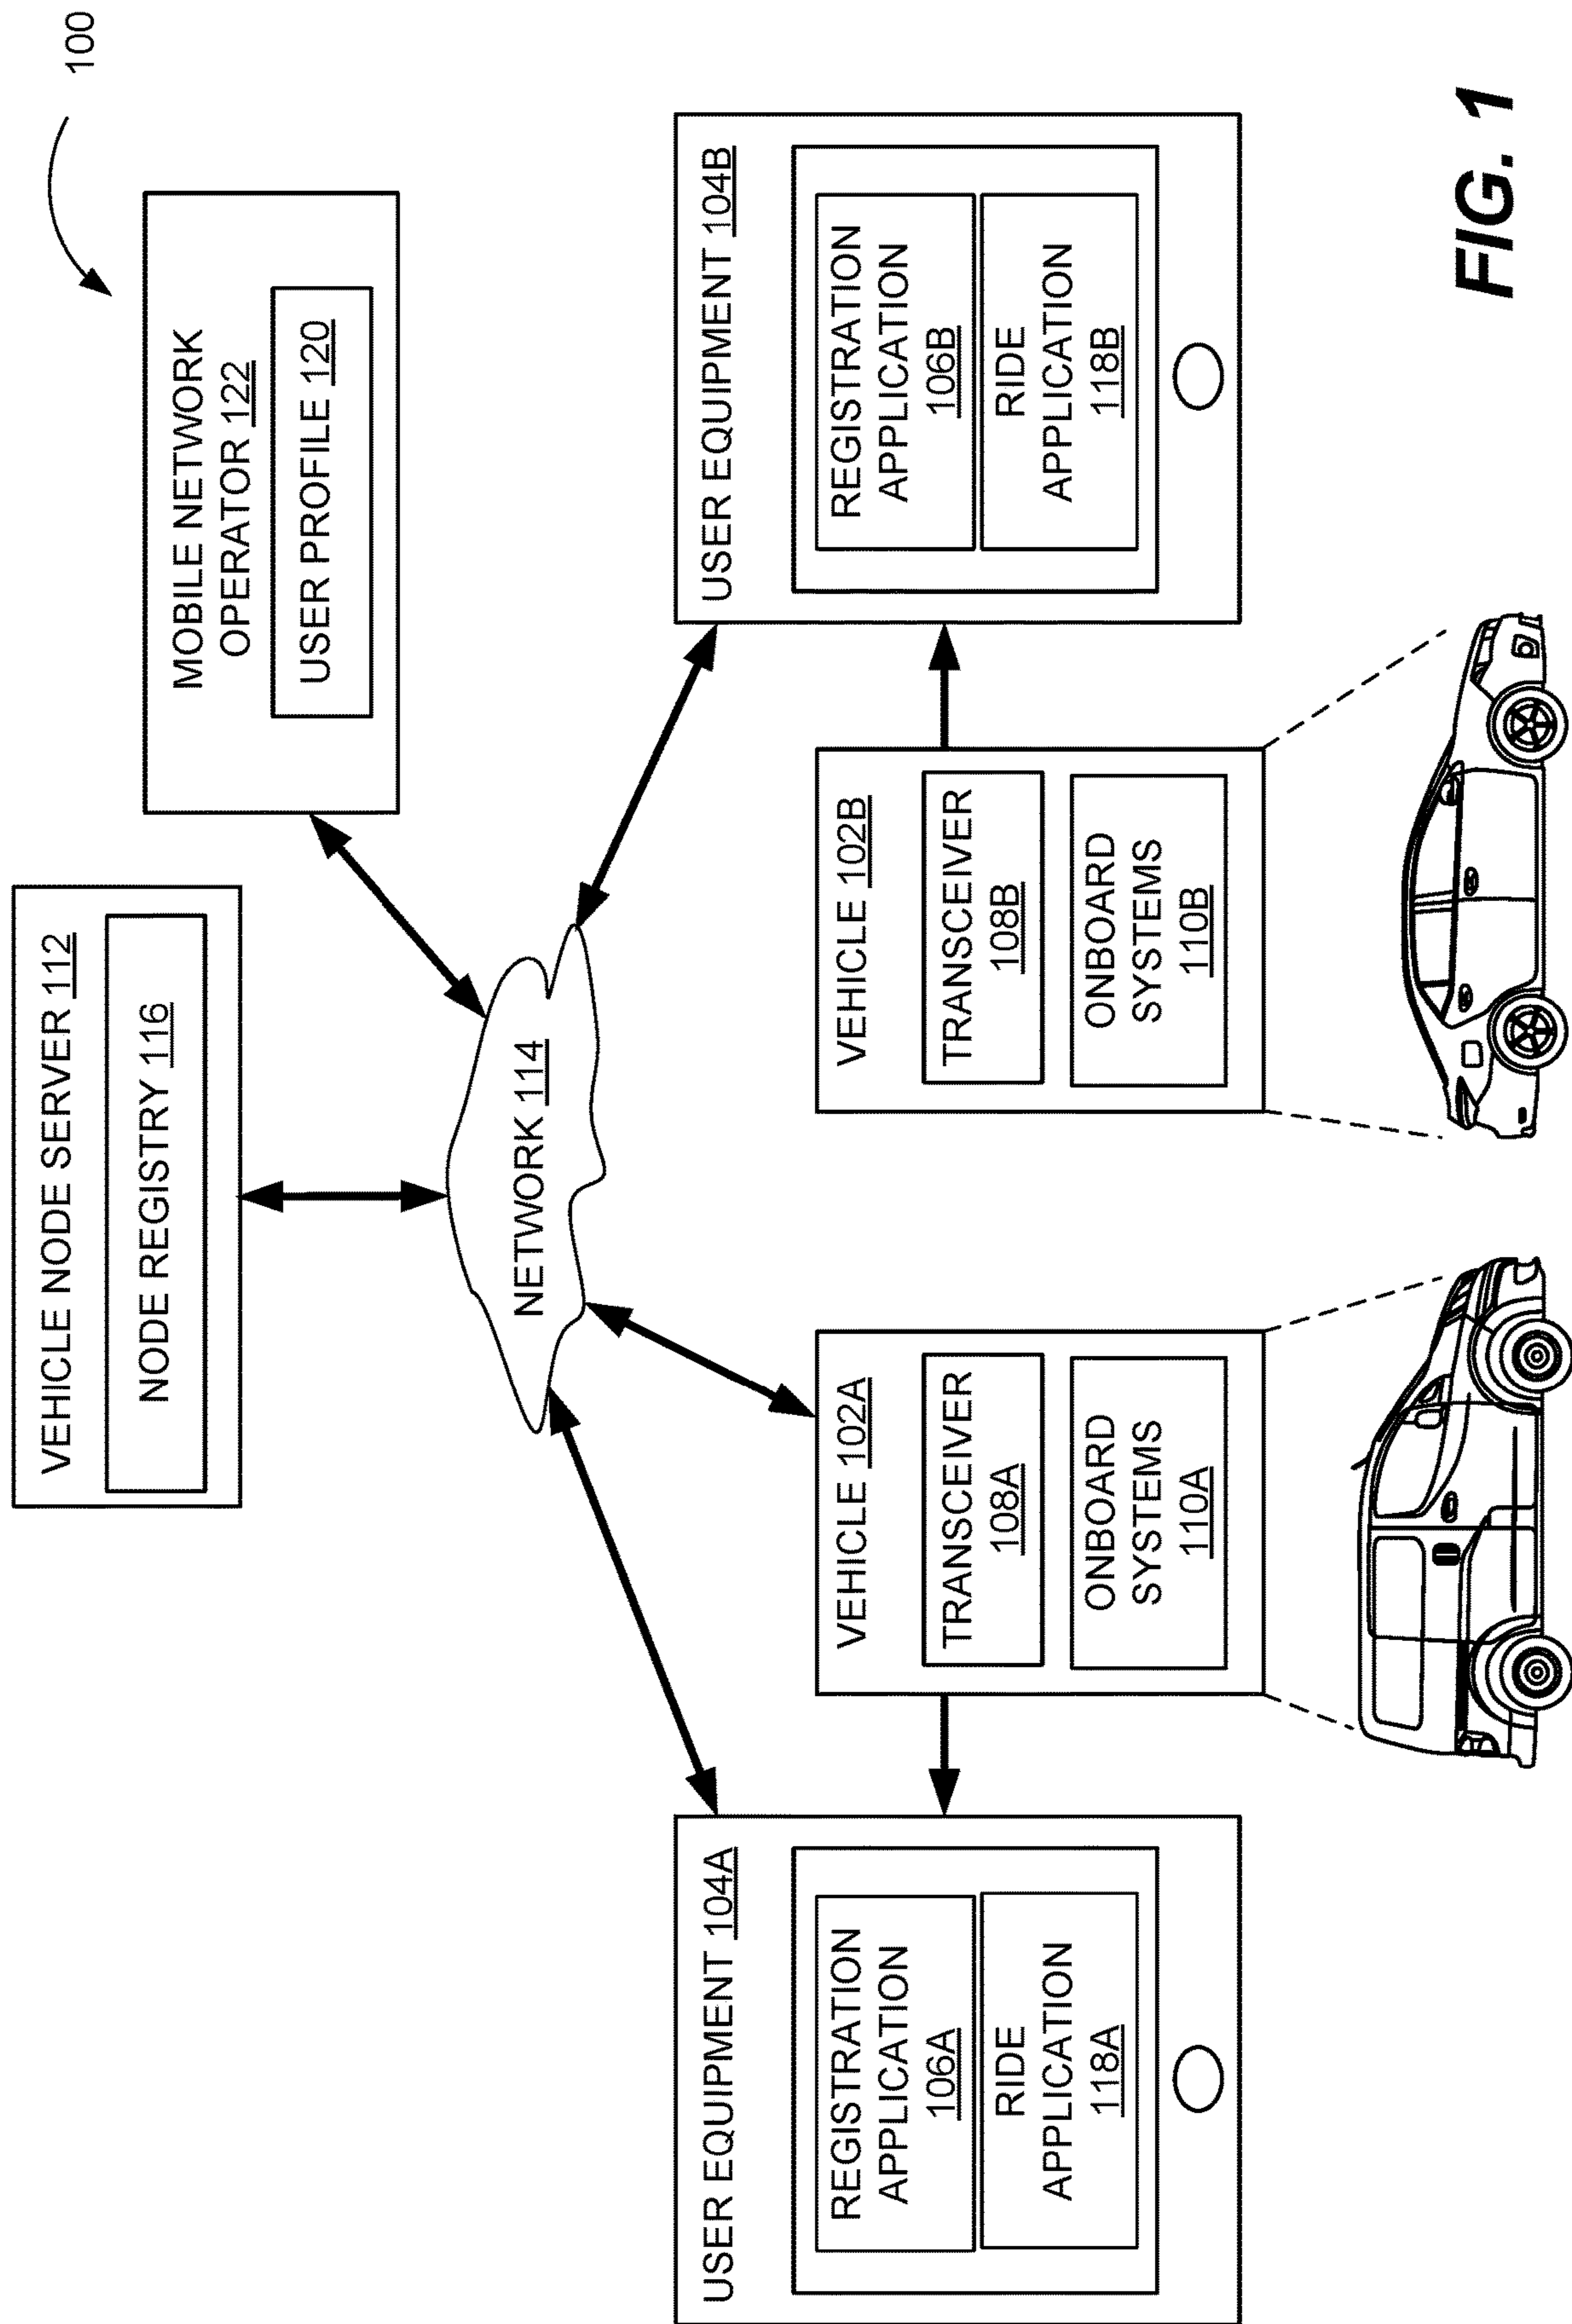 100
VEHICLE NODE SERVER 112
NODE REGISTRY 116
MOBILE NETWORK
OPERATOR 122
USER PROFILE 120
NETWORK 114
USER EQUIPMENT 104A
REGISTRATION
APPLICATION
106A
RIDE
APPLICATION
118A
VEHICLE 102A
TRANSCEIVER
108A
ONBOARD
SYSTEMS
110A
VEHICLE 102B
TRANSCEIVER
108B
ONBOARD
SYSTEMS
110B
USER EQUIPMENT 104B
REGISTRATION
APPLICATION
106B
RIDE
APPLICATION
118B
FIG. 1